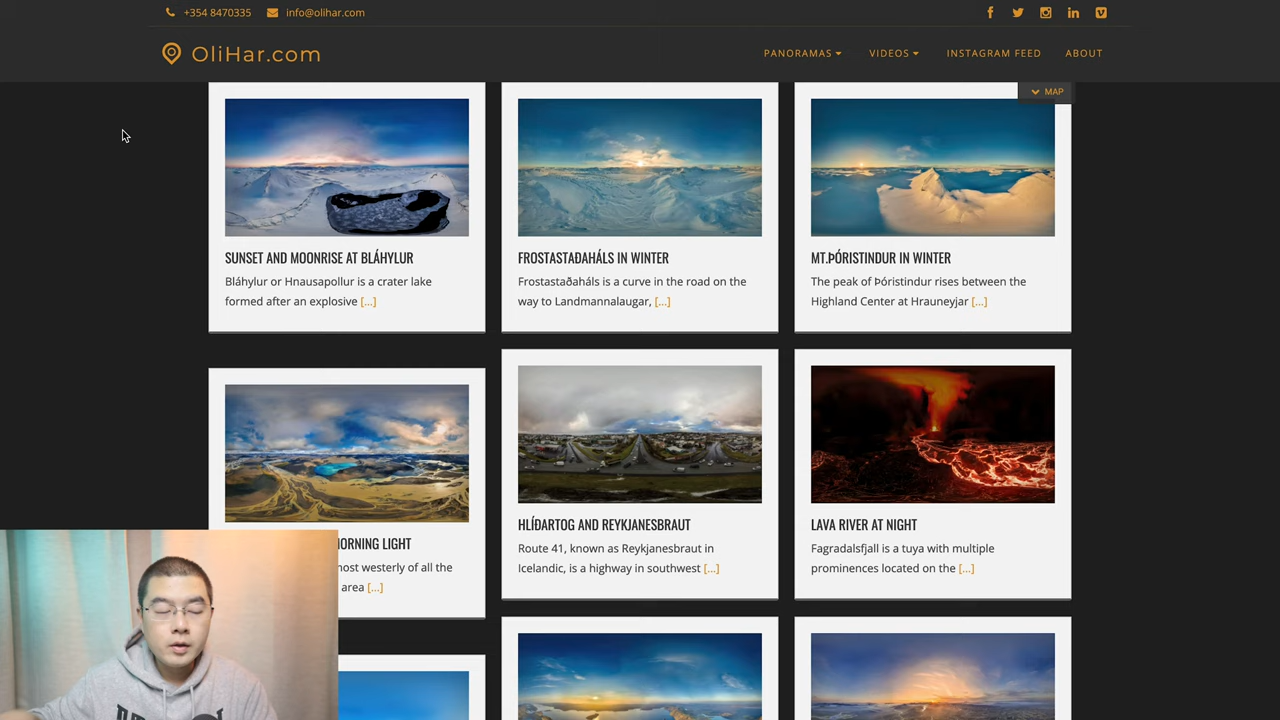 +354 8470335
info@olihar.com
OliHar.com
PANORAMAS
VIDEOS
INSTAGRAM FEED
ABOUT
MAP
SUNSET AND MOONRISE AT BLÁHYLUR
Bláhylur or Hnausapollur is a crater lake
formed after an explosive [...]
FROSTASTADAHÁLS IN WINTER
Frostastaðaháls is a curve in the road on the
way to Landmannalaugar, [...]
MT.ÞÓRISTINDUR IN WINTER
The peak of Þóristindur rises between the
Highland Center at Hrauneyjar [...]
MORNING LIGHT
most westerly of all the
area [...]
HLÍÐARTOG AND REYKJANESBRAUT
Route 41, known as Reykjanesbraut in
Icelandic, is a highway in southwest [...]
LAVA RIVER AT NIGHT
Fagradalsfjall is a tuya with multiple
prominences located on the [...]